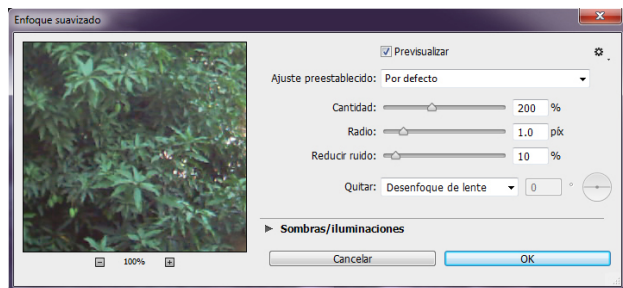 Enfoque suavizado
Previsualizar
Ajuste preestablecido: Por defecto
Cantidad: 200 %
Radio: 1.0 píx
Reducir ruido: 10 %
Quitar: Desenfoque de lente 0 °
Sombras/iluminaciones
100%
Cancelar OK